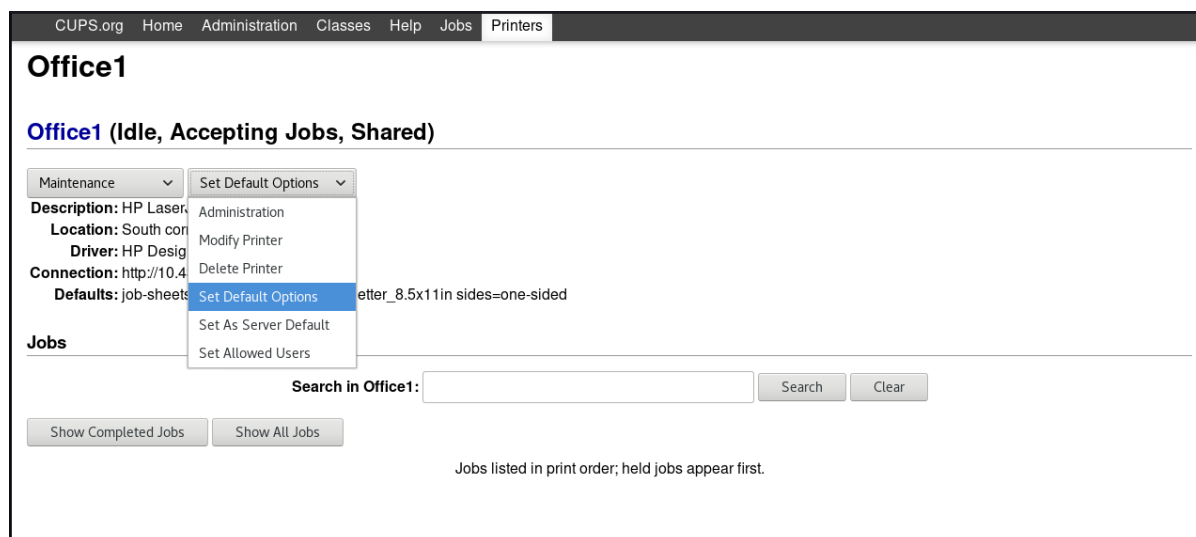 CUPS.org Home Administration Classes Help Jobs Printers
Office1
Office1 (Idle, Accepting Jobs, Shared)
Maintenance Set Default Options
Description: HP Laser
Administration
Location: South
Modify Printer
Driver: HP
Delete Printer
Connection: http://10.4
Defaults: job-sheets
Set Default Options
etter_8.5x11in sides=one-sided
Set As Server Default
Jobs
Set Allowed Users
Search in Office1: Search Clear
Show Completed Jobs Show All Jobs
Jobs listed in print order; held jobs appear first.